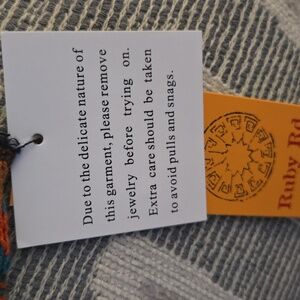 Due to the delicate nature of
this garment, please remove
jewelry before trying on.
Extra care should be taken
to avoid pulls and snags.
Ruby Rd